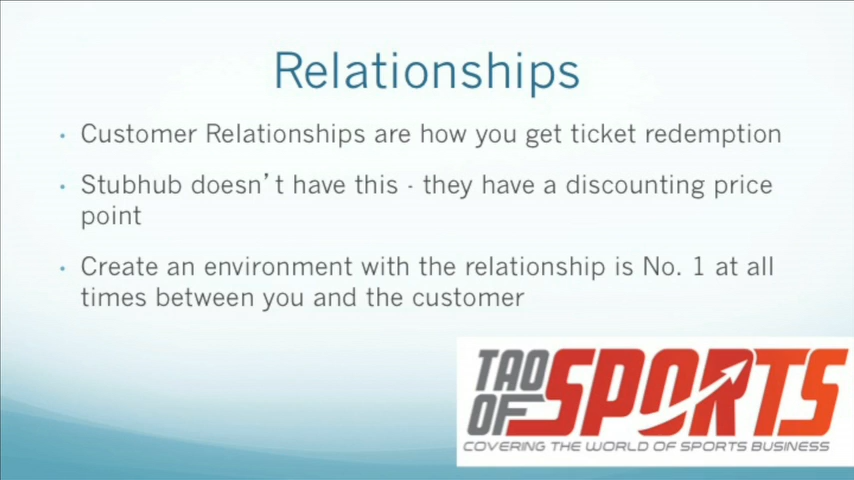 Relationships
• Customer Relationships are how you get ticket redemption
• Stubhub doesn't have this - they have a discounting price
point
• Create an environment with the relationship is No. 1 at all
times between you and the customer
TAO
OF
SPORTS
COVERING THE WORLD OF SPORTS BUSINESS